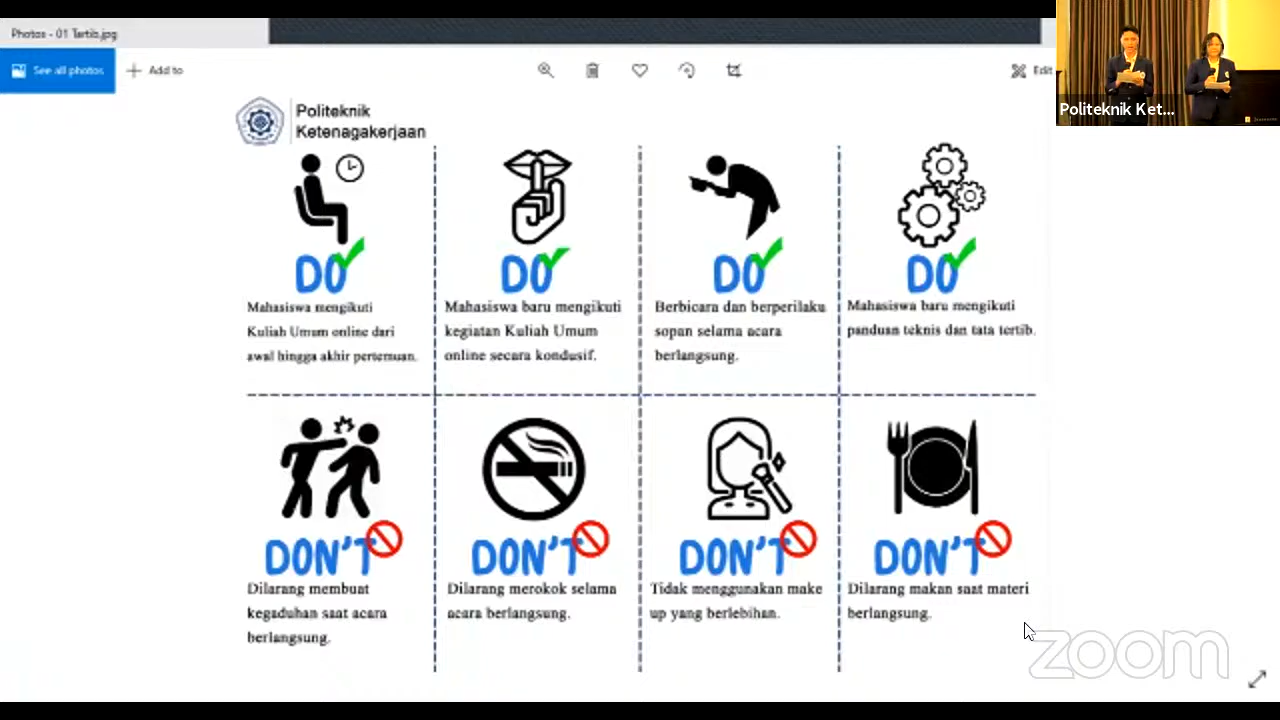 Photos - 01 Tertib.jpg
See all photos
Add to
Edit
Politeknik Ket...
Politeknik
Ketenagakerjaan
DO
Mahasiswa mengikuti
Kuliah Umum online dari
awal hingga akhir pertemuan.
DO
Mahasiswa baru mengikuti
kegiatan Kuliah Umum
online secara kondusif.
DO
Berbicara dan berperilaku
sopan selama acara
berlangsung.
DO
Mahasiswa baru mengikuti
panduan teknis dan tata tertib.
DON'T
Dilarang membuat
kegaduhan saat acara
berlangsung.
DON'T
Dilarang merokok selama
acara berlangsung.
DON'T
Tidak menggunakan make
up yang berlebihan.
DON'T
Dilarang makan saat materi
berlangsung.
zoom